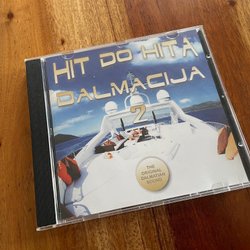 HIT DO HITA
DALMACIJA
2
THE
ORIGINAL
DALMATIAN
SOUND